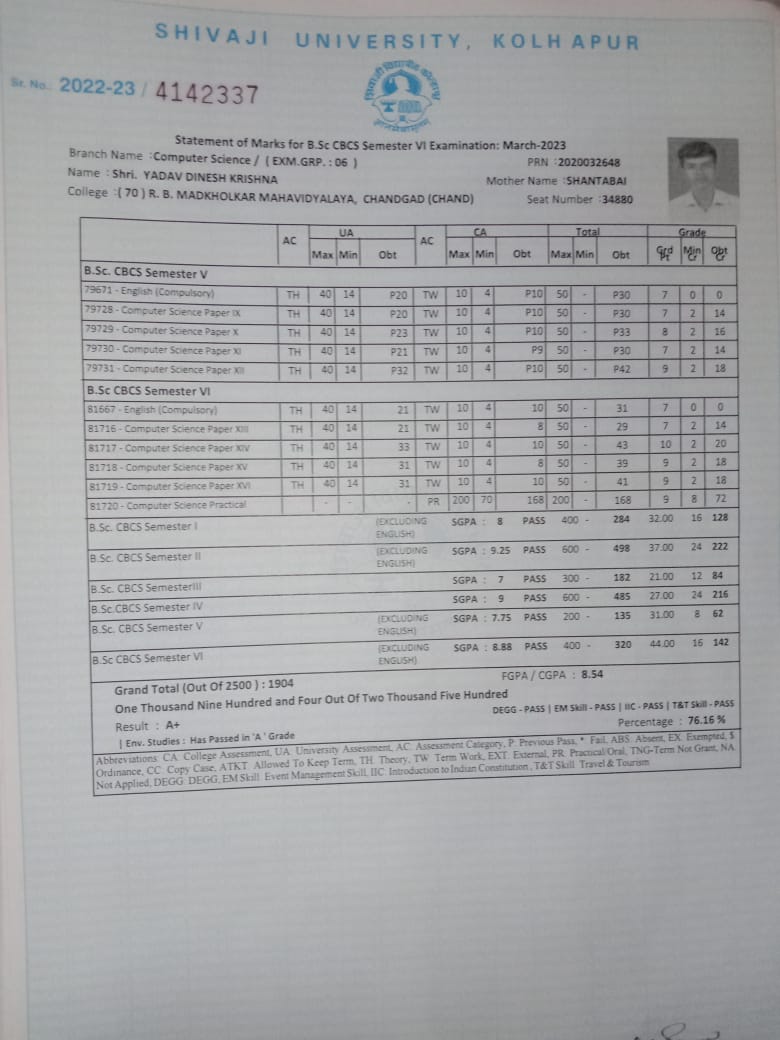 SHIVAJI UNIVERSITY, KOLHAPUR
Sr. No.: 2022-23 / 4142337
Statement of Marks for B.Sc CBCS Semester VI Examination: March-2023
Branch Name :Computer Science / ( EXM.GRP. : 06 ) PRN :2020032648
Name : Shri. YADAV DINESH KRISHNA Mother Name :SHANTABAI
College :( 70 ) R. B. MADKHOLKAR MAHAVIDYALAYA, CHANDGAD (CHAND) Seat Number :34880
AC UA AC CA Total Grade
Max Min Obt Max Min Obt Max Min Obt Grd Pt Min Cr Obt Cr
B.Sc. CBCS Semester V
79671 - English (Compulsory) TH 40 14 P20 TW 10 4 P10 50 - P30 7 0 0
79728 - Computer Science Paper IX TH 40 14 P20 TW 10 4 P10 50 - P30 7 2 14
79729 - Computer Science Paper X TH 40 14 P23 TW 10 4 P10 50 - P33 8 2 16
79730 - Computer Science Paper XI TH 40 14 P21 TW 10 4 P9 50 - P30 7 2 14
79731 - Computer Science Paper XII TH 40 14 P32 TW 10 4 P10 50 - P42 9 2 18
B.Sc CBCS Semester VI
81667 - English (Compulsory) TH 40 14 21 TW 10 4 10 50 - 31 7 0 0
81716 - Computer Science Paper XIII TH 40 14 21 TW 10 4 8 50 - 29 7 2 14
81717 - Computer Science Paper XIV TH 40 14 33 TW 10 4 10 50 - 43 10 2 20
81718 - Computer Science Paper XV TH 40 14 31 TW 10 4 8 50 - 39 9 2 18
81719 - Computer Science Paper XVI TH 40 14 31 TW 10 4 10 50 - 41 9 2 18
81720 - Computer Science Practical - - - PR 200 70 168 200 - 168 9 8 72
B.Sc. CBCS Semester I (EXCLUDING ENGLISH) SGPA : 8 PASS 400 - 284 32.00 16 128
B.Sc. CBCS Semester II (EXCLUDING ENGLISH) SGPA : 9.25 PASS 600 - 498 37.00 24 222
B.Sc. CBCS SemesterIII SGPA : 7 PASS 300 - 182 21.00 12 84
B.Sc.CBCS Semester IV SGPA : 9 PASS 600 - 485 27.00 24 216
B.Sc. CBCS Semester V (EXCLUDING ENGLISH) SGPA : 7.75 PASS 200 - 135 31.00 8 62
B.Sc CBCS Semester VI (EXCLUDING ENGLISH) SGPA : 8.88 PASS 400 - 320 44.00 16 142
Grand Total (Out Of 2500 ) : 1904 FGPA / CGPA : 8.54
One Thousand Nine Hundred and Four Out Of Two Thousand Five Hundred
DEGG - PASS | EM Skill - PASS | IIC - PASS | T&T Skill - PASS
Result : A+ Percentage : 76.16 %
| Env. Studies : Has Passed in 'A ' Grade
Abbreviations: CA. College Assessment, UA. University Assessment, AC. Assessment Category, P. Previous Pass, *. Fail, ABS. Absent, EX. Exempted, $
Ordinance, CC. Copy Case, ATKT. Allowed To Keep Term, TH. Theory, TW. Term Work, EXT. External, PR. Practical/Oral, TNG-Term Not Grant, NA.
Not Applied, DEGG. DEGG, EM Skill. Event Management Skill, IIC. Introduction to Indian Constitution , T&T Skill. Travel & Tourism